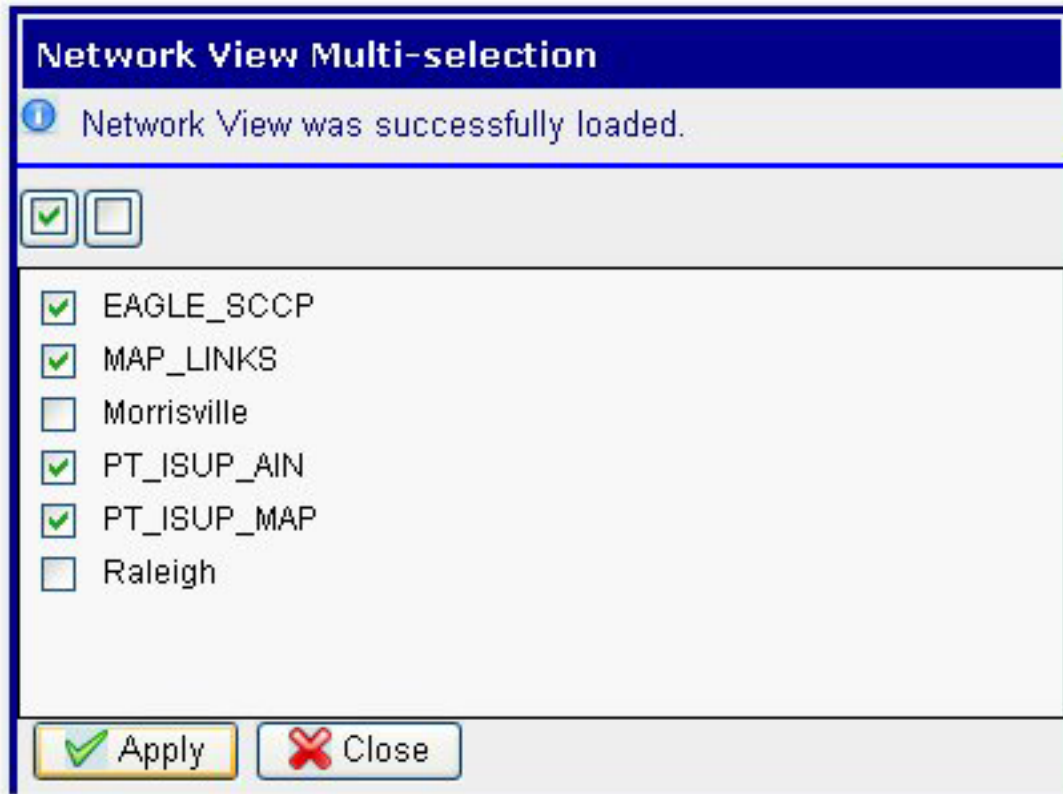 Network View Multi-selection
Network View was successfully loaded.
EAGLE_SCCP
MAP_LINKS
Morrisville
PT_ISUP_AIN
PT_ISUP_MAP
Raleigh
Apply Close